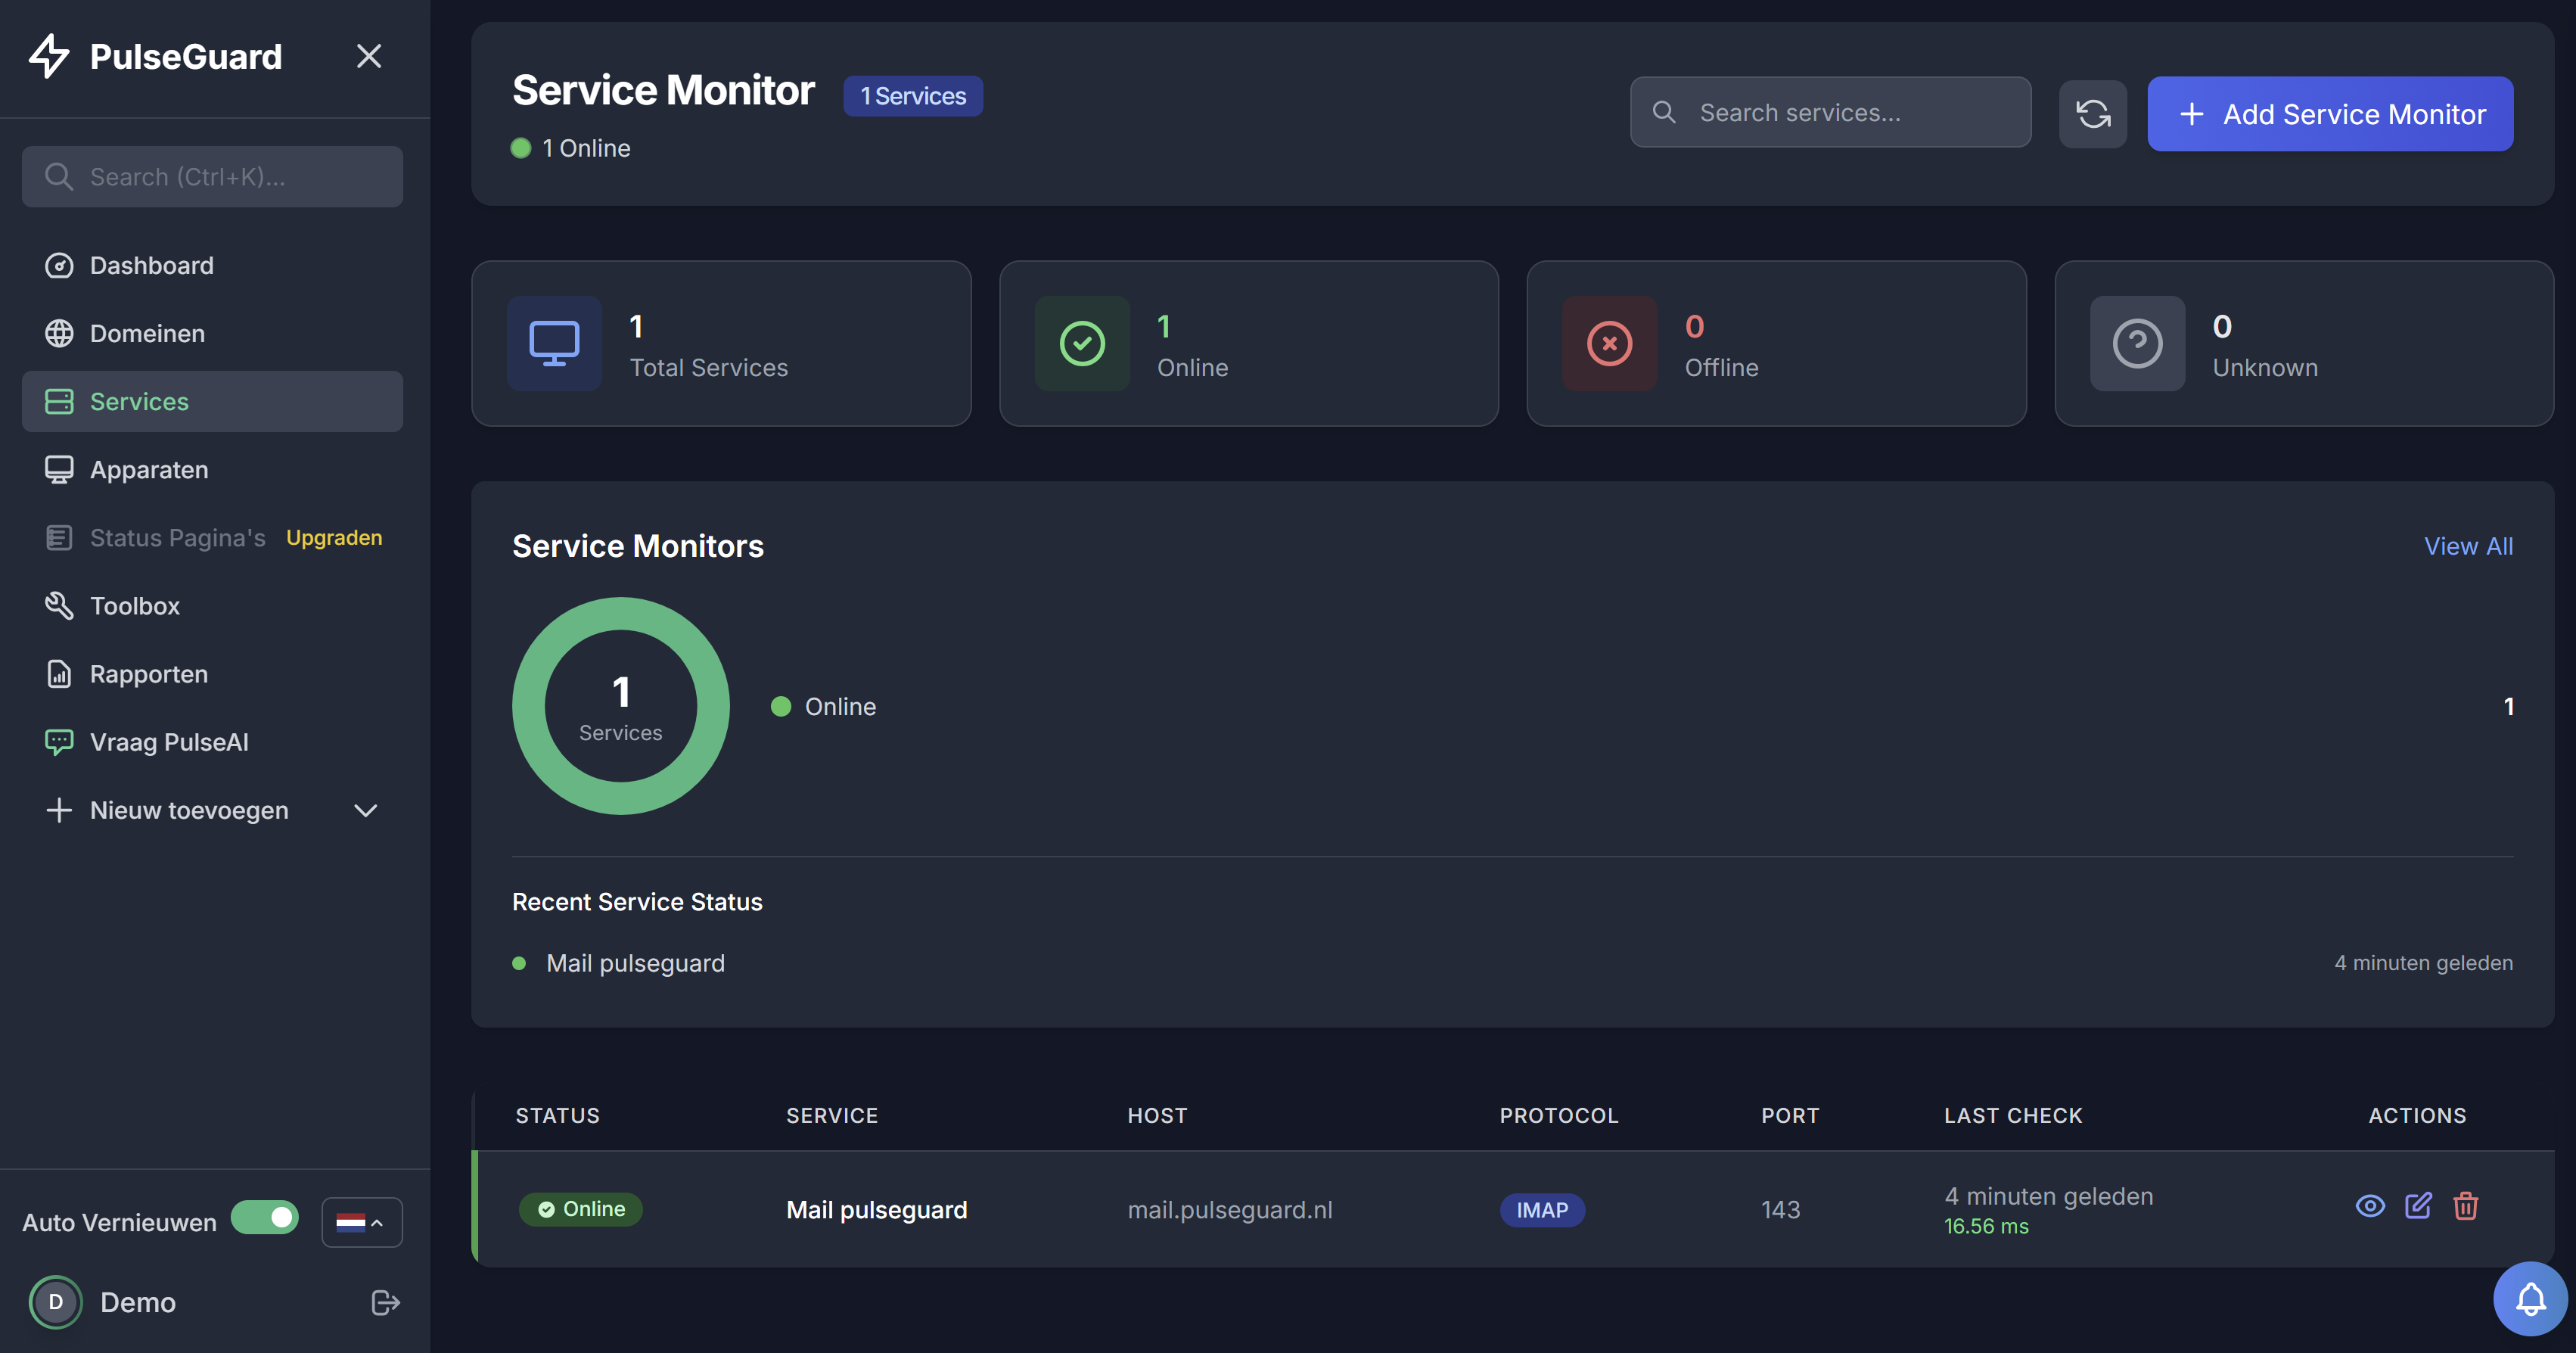 PulseGuard
Search (Ctrl+K)...
Dashboard
Domeinen
Services
Apparaten
Status Pagina's Upgraden
Toolbox
Rapporten
Vraag PulseAI
Nieuw toevoegen
Auto Vernieuwen
D Demo
Service Monitor 1 Services
1 Online
Search services...
Add Service Monitor
1
Total Services
1
Online
0
Offline
0
Unknown
Service Monitors View All
1
Services
Online 1
Recent Service Status
Mail pulseguard 4 minuten geleden
STATUS SERVICE HOST PROTOCOL PORT LAST CHECK ACTIONS
Online Mail pulseguard mail.pulseguard.nl IMAP 143 4 minuten geleden
16.56 ms